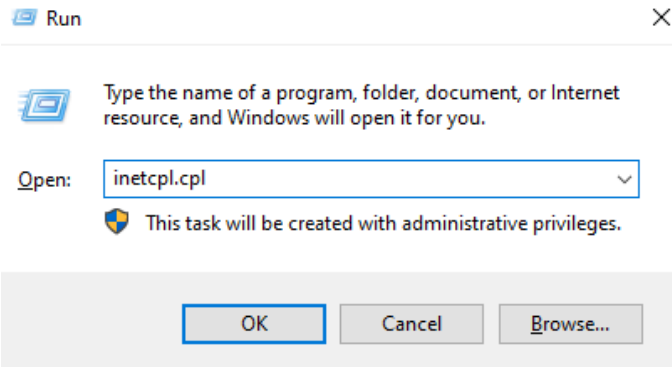 Run
Type the name of a program, folder, document, or Internet
resource, and Windows will open it for you.
Open: inetcpl.cpl
This task will be created with administrative privileges.
OK Cancel Browse...